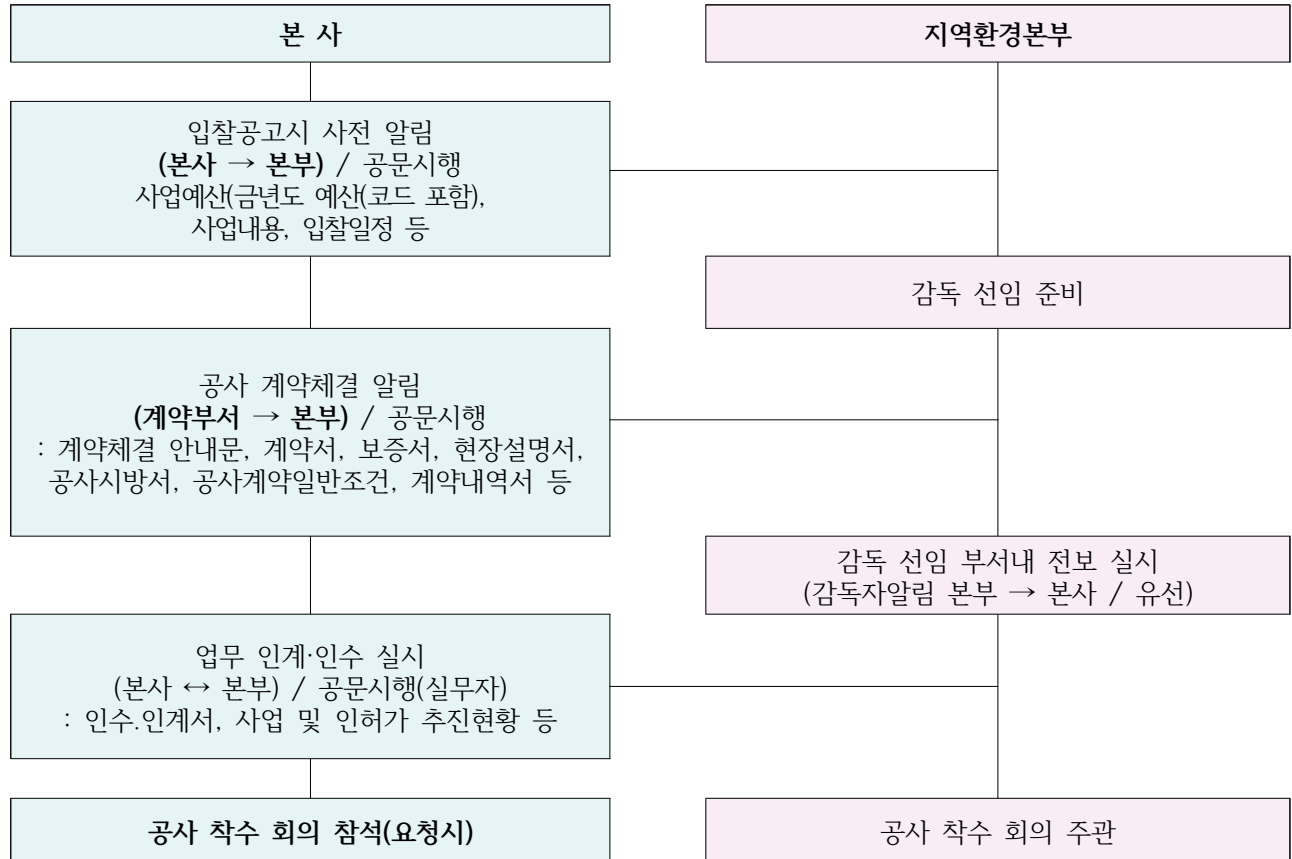 본 사
지역환경본부
입찰공고시 사전 알림
(본사 → 본부) / 공문시행
사업예산(금년도 예산(코드 포함),
사업내용, 입찰일정 등
감독 선임 준비
공사 계약체결 알림
(계약부서 → 본부) / 공문시행
: 계약체결 안내문, 계약서, 보증서, 현장설명서,
공사시방서, 공사계약일반조건, 계약내역서 등
감독 선임 부서내 전보 실시
(감독자알림 본부 → 본사 / 유선)
업무 인계·인수 실시
(본사 ↔ 본부) / 공문시행(실무자)
: 인수.인계서, 사업 및 인허가 추진현황 등
공사 착수 회의 참석(요청시)
공사 착수 회의 주관